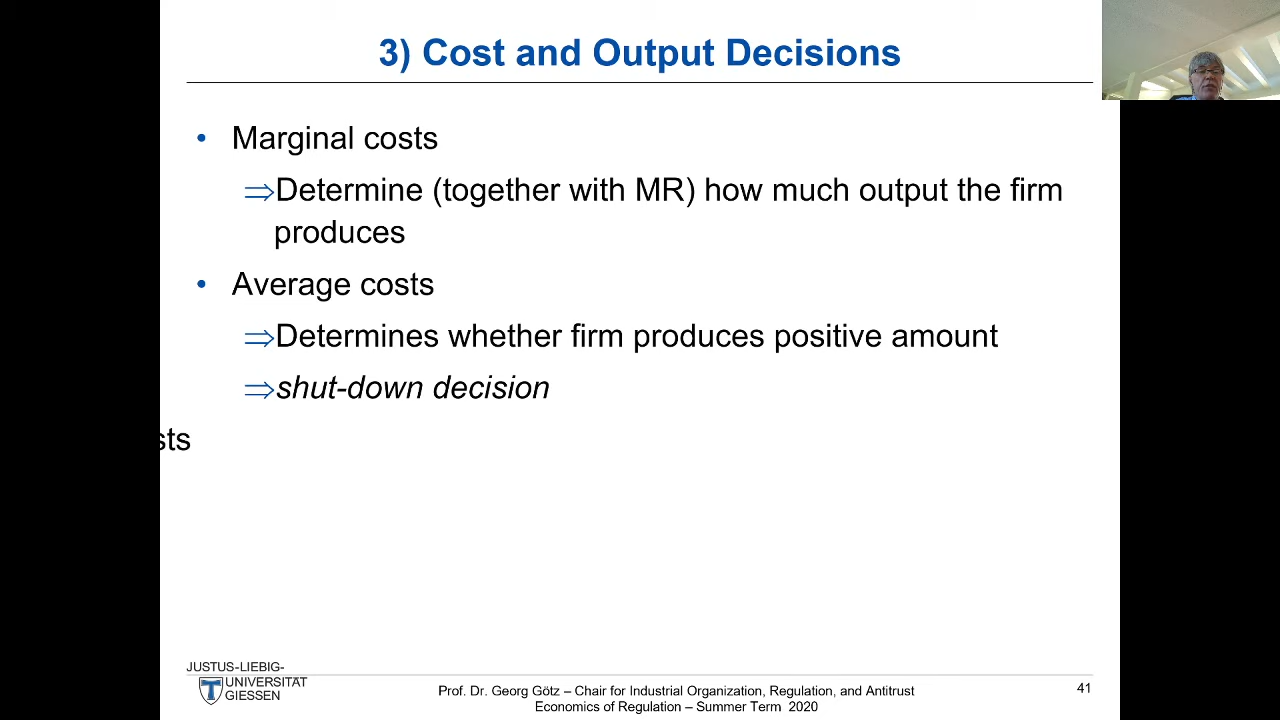 3) Cost and Output Decisions
• Marginal costs
⇒Determine (together with MR) how much output the firm
produces
• Average costs
⇒Determines whether firm produces positive amount
⇒shut-down decision
sts
JUSTUS-LIEBIG-
UNIVERSITÄT
GIESSEN
Prof. Dr. Georg Götz – Chair for Industrial Organization, Regulation, and Antitrust
Economics of Regulation – Summer Term 2020
41